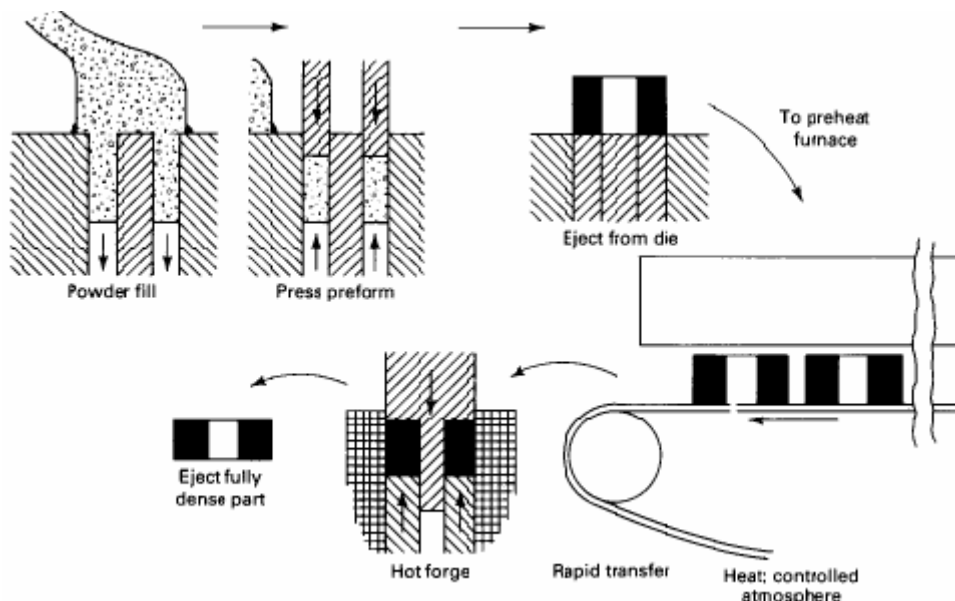 To preheat
furnace
Powder fill
Press preform
Eject from die
Eject fully
dense part
Hot forge
Rapid transfer
Heat; controlled
atmosphere